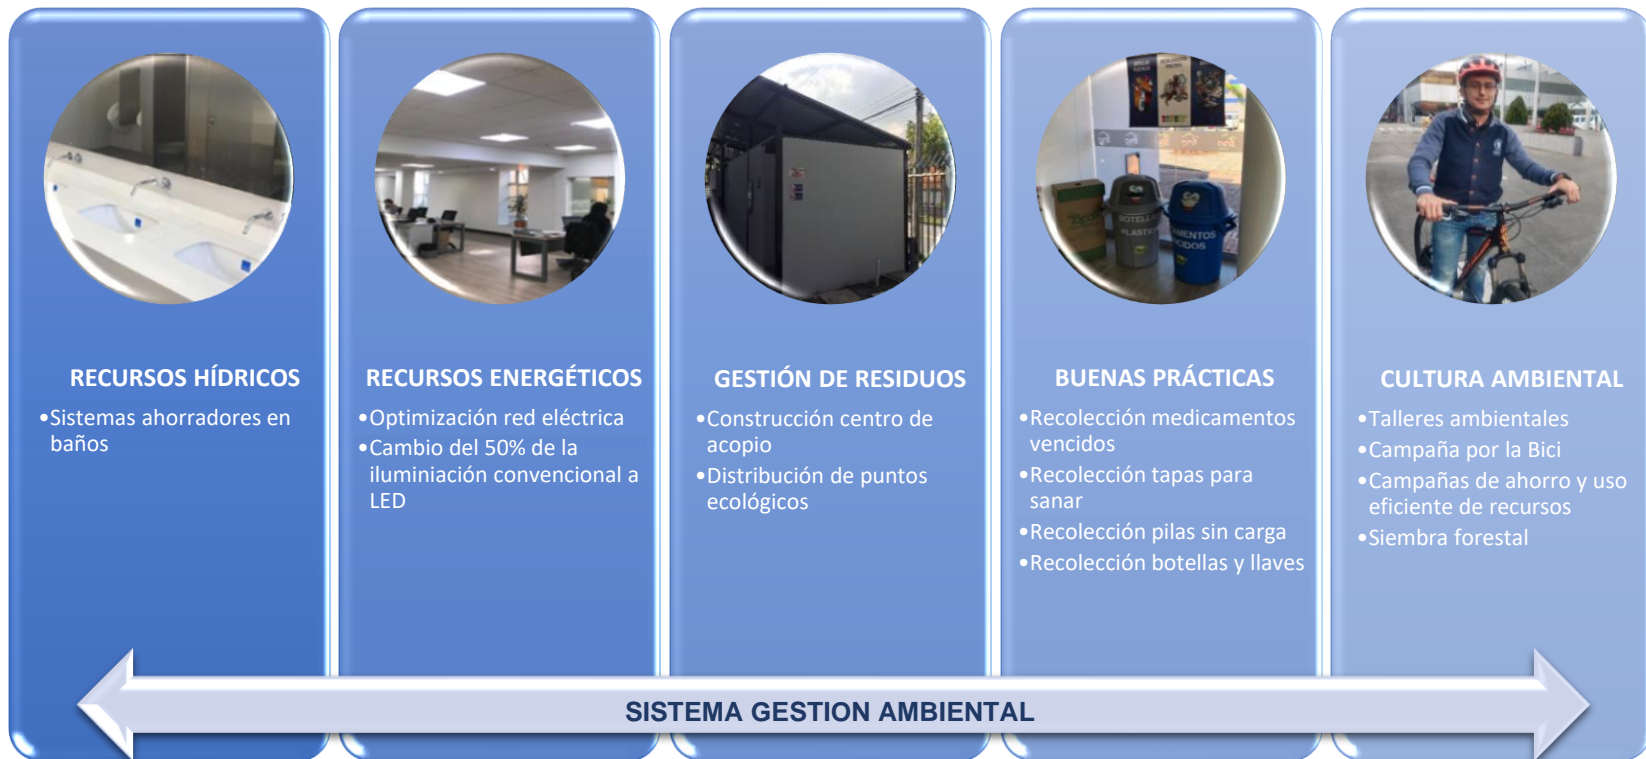 BOTELLAS
PLASTIC
VENCIDOS
RECURSOS HÍDRICOS
•Sistemas ahorradores en
baños
RECURSOS ENERGÉTICOS
•Optimización red eléctrica
•Cambio del 50% de la
iluminiación convencional a
LED
GESTIÓN DE RESIDUOS
•Construcción centro de
acopio
•Distribución de puntos
ecológicos
BUENAS PRÁCTICAS
•Recolección medicamentos
vencidos
•Recolección tapas para
sanar
•Recolección pilas sin carga
•Recolección botellas y llaves
CULTURA AMBIENTAL
•Talleres ambientales
•Campaña por la Bici
•Campañas de ahorro y uso
eficiente de recursos
•Siembra forestal
SISTEMA GESTION AMBIENTAL